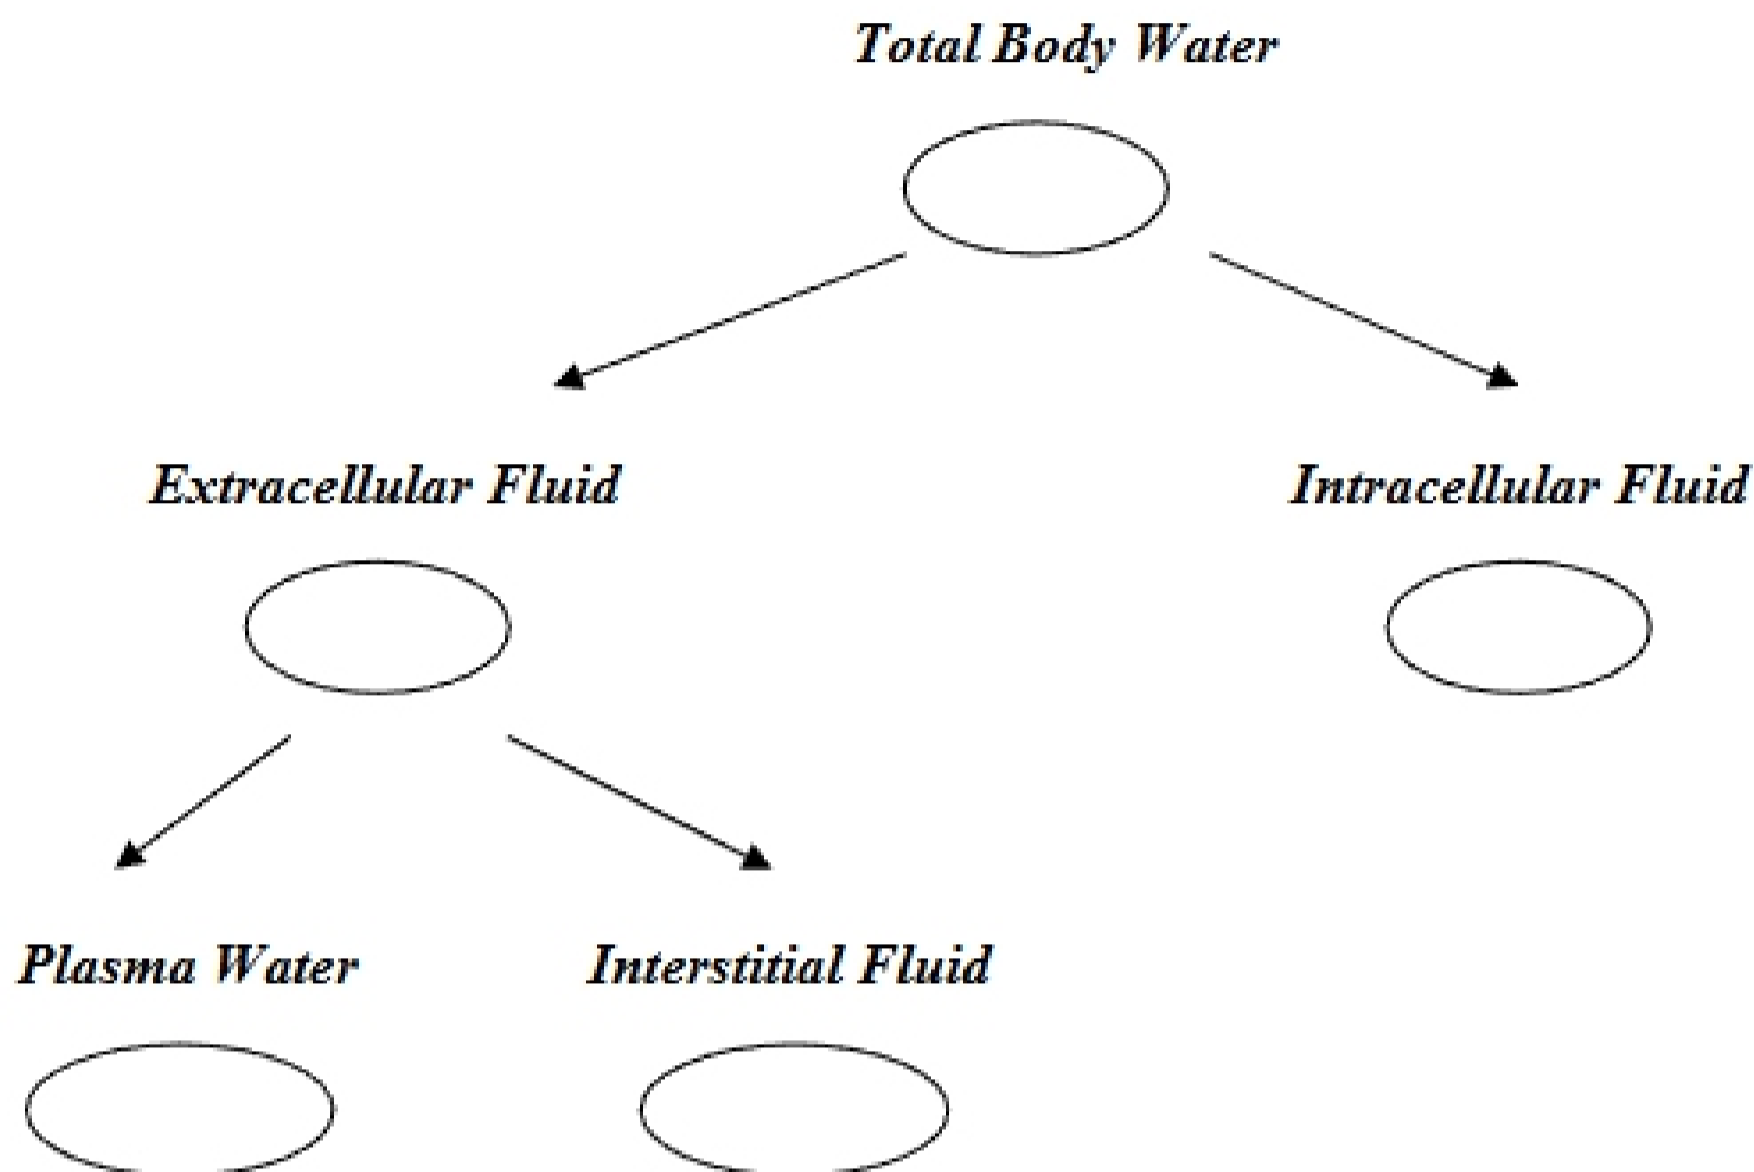 Total Body Water
Extracellular Fluid
Intracellular Fluid
Plasma Water
Interstitial Fluid